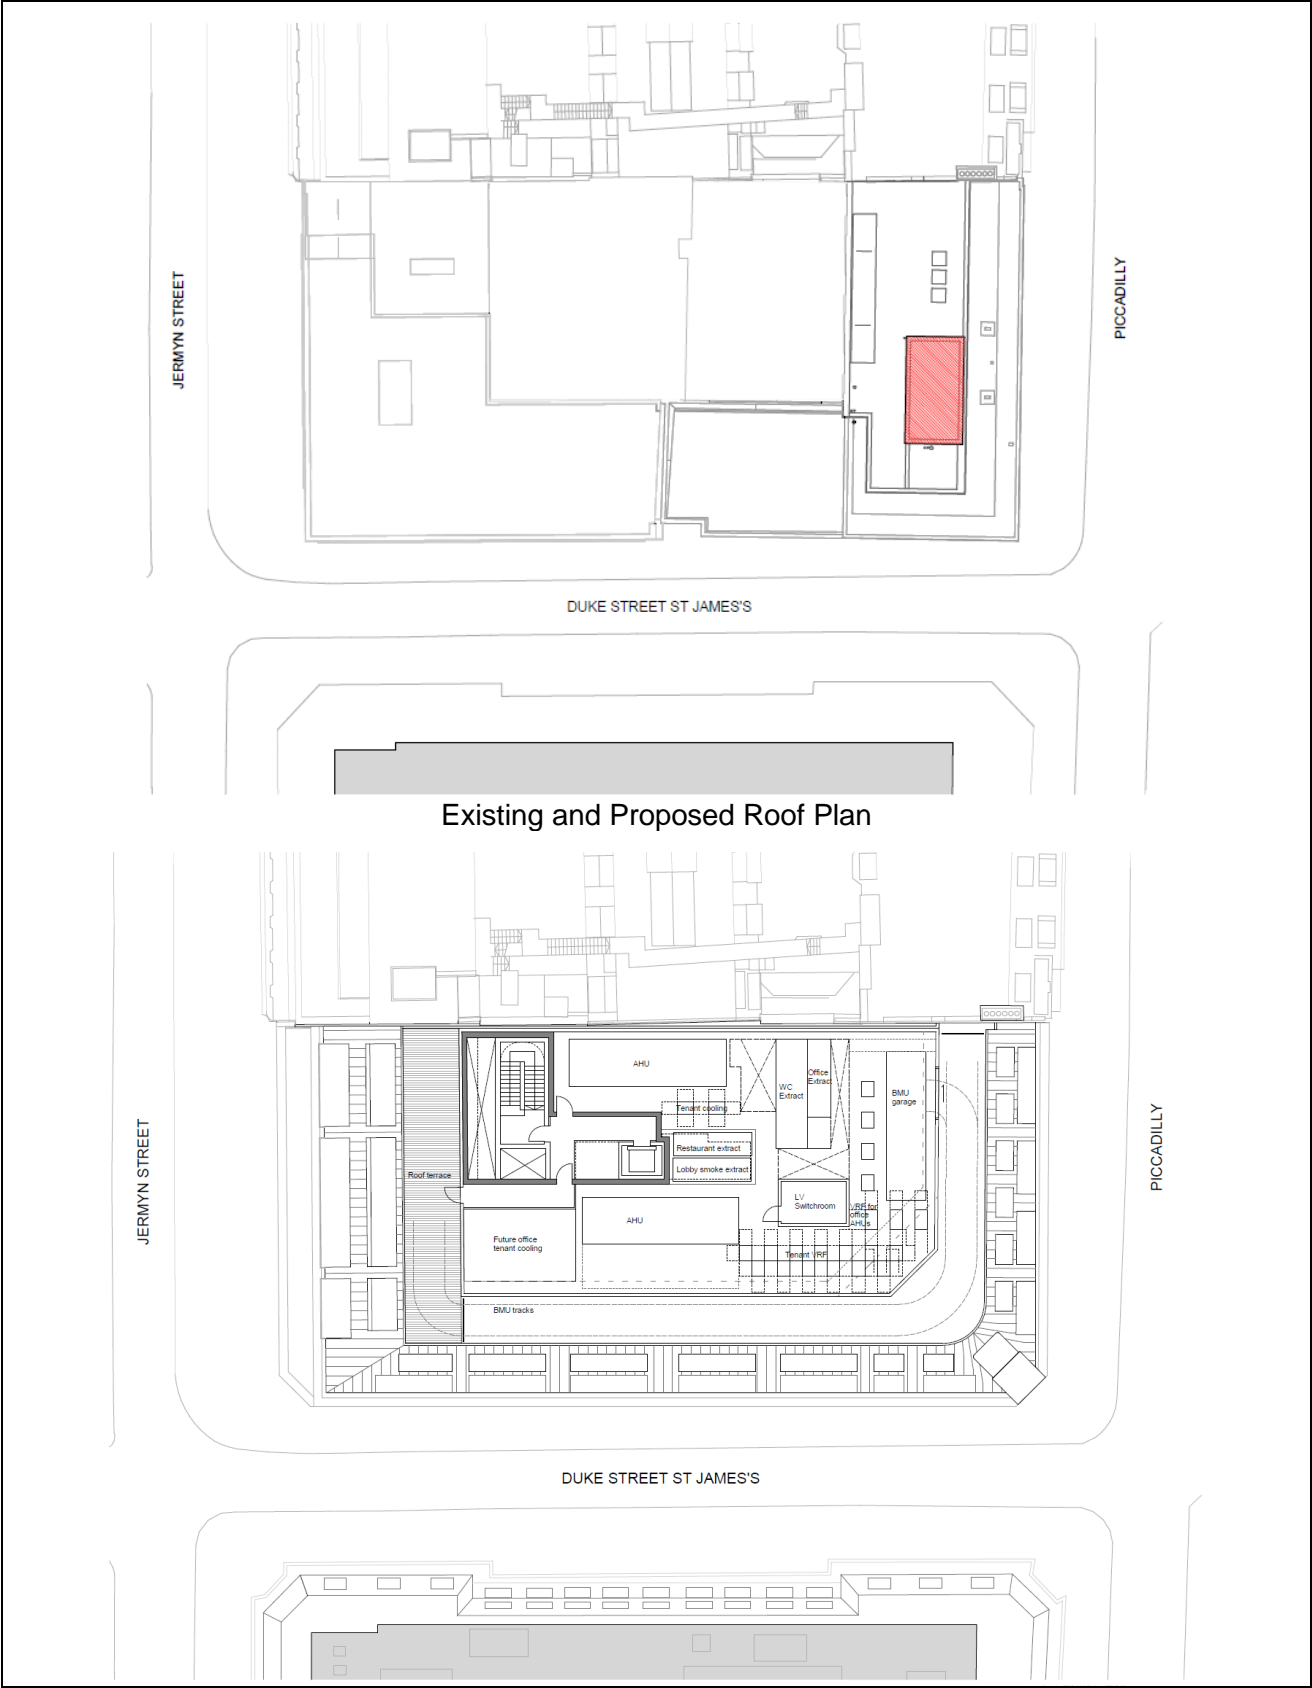 JERMYN STREET
PICCADILLY
DUKE STREET ST JAMES'S
Existing and Proposed Roof Plan
AHU
WC
Extract
Office
Extract
BMU
garage
Tenant cooling
Restaurant extract
Lobby smoke extract
Roof terrace
LV
Switchroom
VRF for
office
AHUs
AHU
Future office
tenant cooling
Tenant VRF
BMU tracks
JERMYN STREET
PICCADILLY
DUKE STREET ST JAMES'S